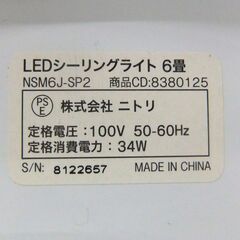 LEDシーリングライト 6畳
NSM6J-SP2 商品CD:8380125
PS
E 株式会社 ニトリ
定格電圧:100V 50-60Hz
定格消費電力:34W
S/N: 8122657 MADE IN CHINA